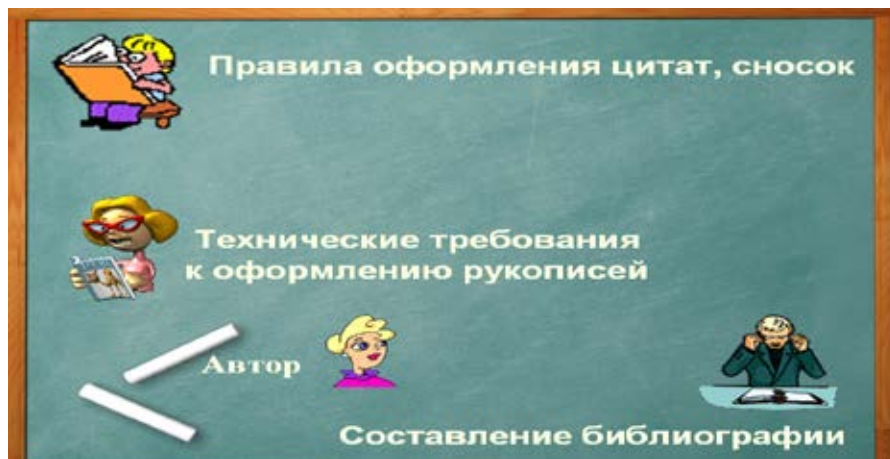 Правила оформления цитат, сносок
Технические требования
к оформлению рукописей
Автор
Составление библиографии